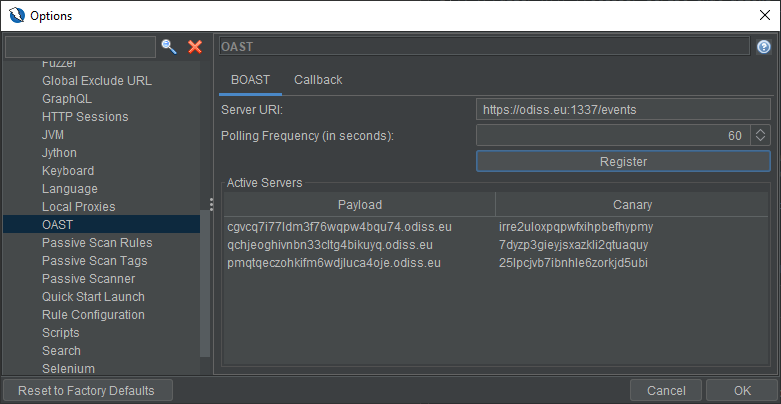 Options
OAST
Fuzzer
Global Exclude URL
GraphQL
HTTP Sessions
JVM
Jython
Keyboard
Language
Local Proxies
OAST
Passive Scan Rules
Passive Scan Tags
Passive Scanner
Quick Start Launch
Rule Configuration
Scripts
Search
Selenium
BOAST Callback
Server URI: https://odiss.eu:1337/events
Polling Frequency (in seconds): 60
Register
Active Servers
Payload Canary
cgvcq7i77ldm3f76wqpw4bqu74.odiss.eu irre2uloxpqpwfxihpbefhypmy
qchjeoghivnbn33cltg4bikuyq.odiss.eu 7dyzp3gieyjsxazkli2qtuaquy
pmqtqeczohkifm6wdjluca4oje.odiss.eu 25lpcjvb7ibnhle6zorkjd5ubi
Reset to Factory Defaults Cancel OK